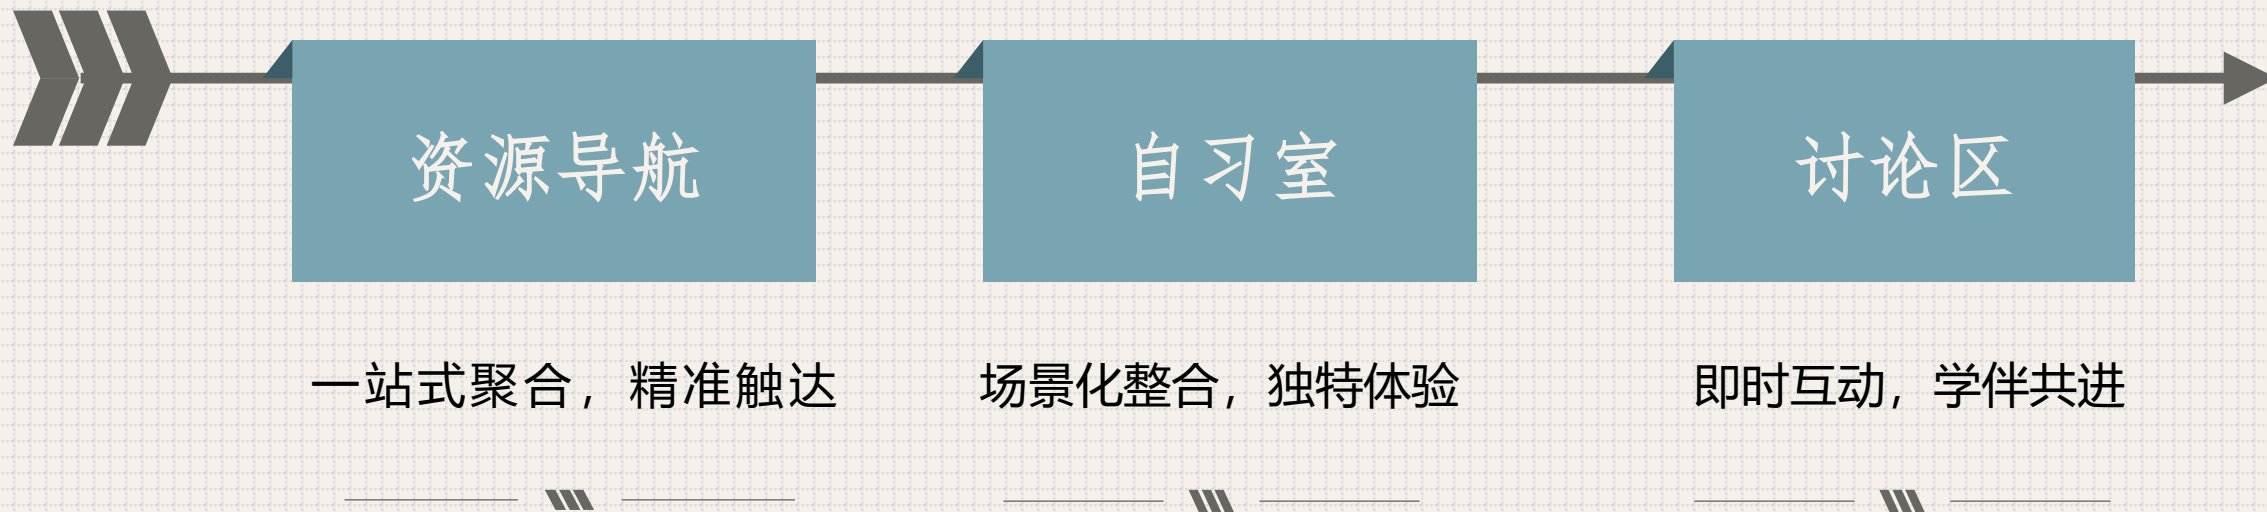 资源导航
自习室
讨论区
一站式聚合，精准触达
场景化整合，独特体验
即时互动，学伴共进